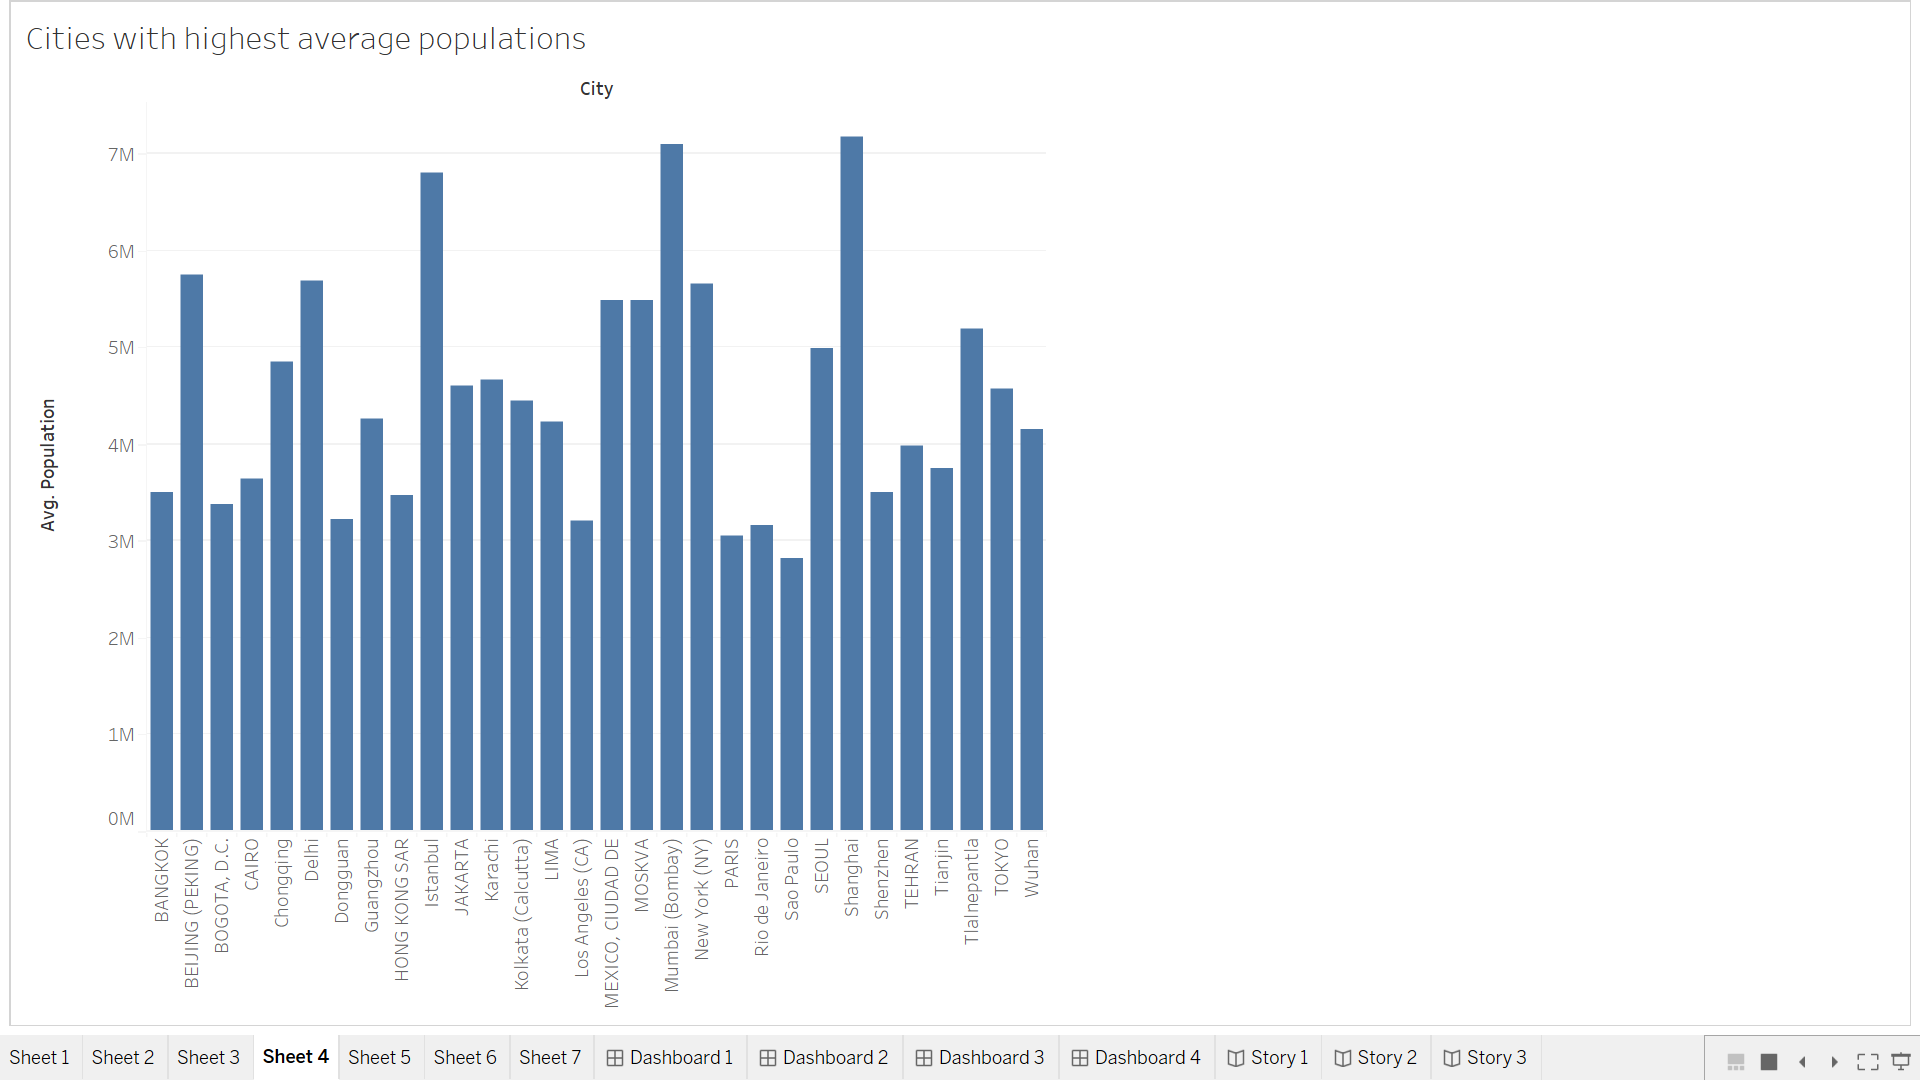 Cities with highest average populations
City
Avg. Population
7M
6M
5M
4M
3M
2M
1M
0M
BANGKOK
BEIJING (PEKING)
BOGOTA, D.C.
CAIRO
Chongqing
Delhi
Dongguan
Guangzhou
HONG KONG SAR
Istanbul
JAKARTA
Karachi
Kolkata (Calcutta)
LIMA
Los Angeles (CA)
MEXICO, CIUDAD DE
MOSKVA
Mumbai (Bombay)
New York (NY)
PARIS
Rio de Janeiro
Sao Paulo
SEOUL
Shanghai
Shenzhen
TEHRAN
Tianjin
Tlalnepantla
TOKYO
Wuhan
Sheet 1 Sheet 2 Sheet 3 Sheet 4 Sheet 5 Sheet 6 Sheet 7 Dashboard 1 Dashboard 2 Dashboard 3 Dashboard 4 Story 1 Story 2 Story 3